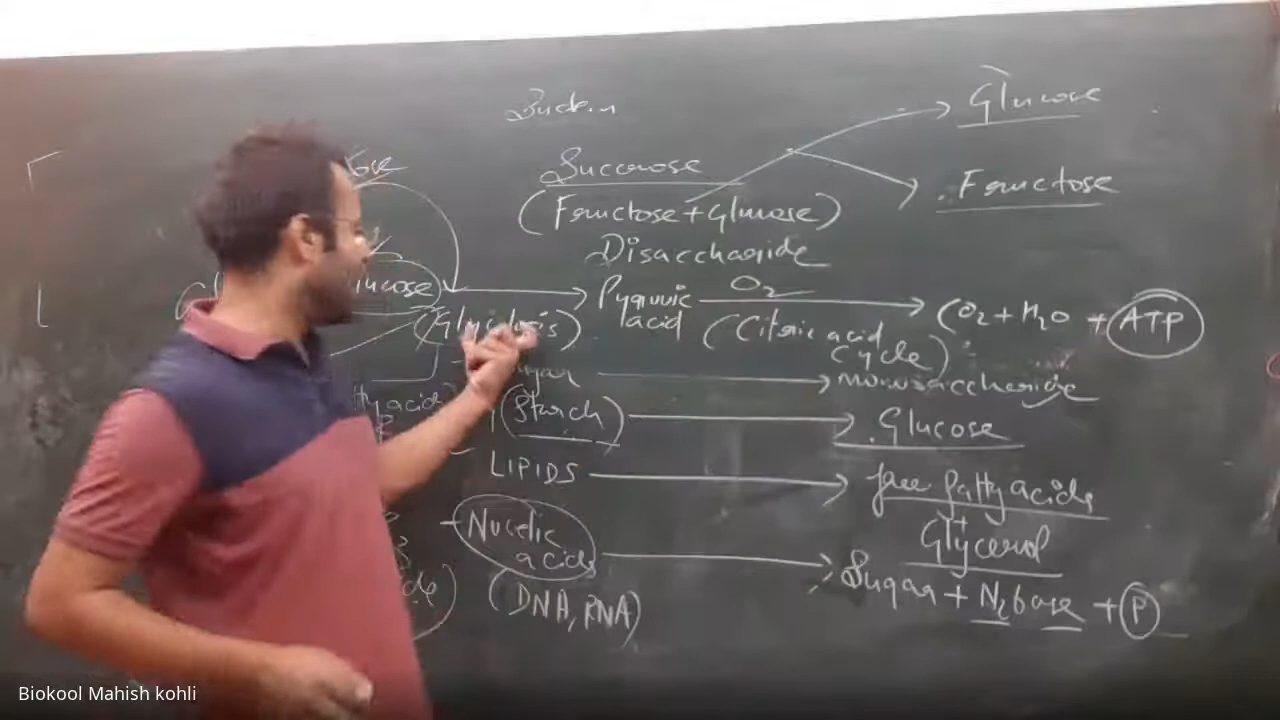 Glucose
Sucrose
Fructose
(Fructose + Glucose)
Disaccharide
Pyruvic acid
O2
CO2 + H2O + ATP
(Citric acid cycle)
(Glycolysis)
monosaccharide
(Starch)
Glucose
LIPIDS
free fatty acids
+
Glycerol
Nucelic acids
Sugar + N2 base + P
(DNA, RNA)
Biokool Mahish kohli